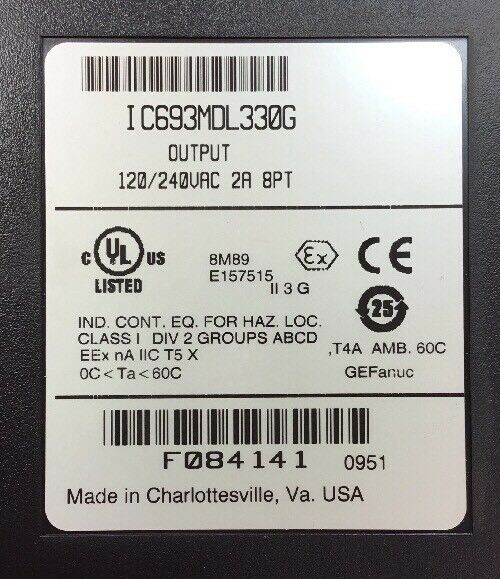 IC693MDL330G
OUTPUT
120/240VAC 2A 8PT
C UL US
LISTED
8M89
E157515
Ex
II 3 G
CE
25
IND. CONT. EQ. FOR HAZ. LOC.
CLASS I DIV 2 GROUPS ABCD
EEx nA IIC T5 X
0C < Ta < 60C
,T4A AMB. 60C
GEFanuc
F084141 0951
Made in Charlottesville, Va. USA